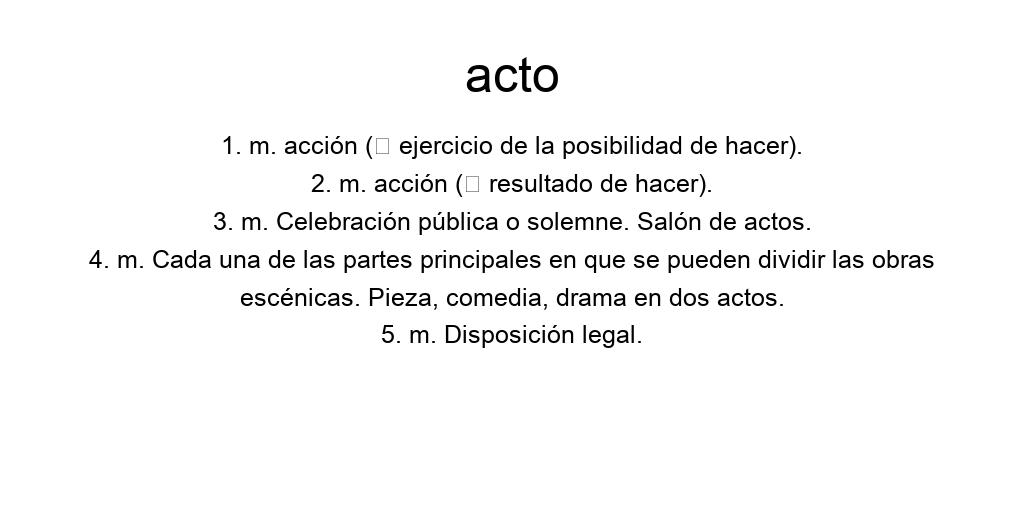 acto
1. m. acción (□ ejercicio de la posibilidad de hacer).
2. m. acción (□ resultado de hacer).
3. m. Celebración pública o solemne. Salón de actos.
4. m. Cada una de las partes principales en que se pueden dividir las obras
escénicas. Pieza, comedia, drama en dos actos.
5. m. Disposición legal.